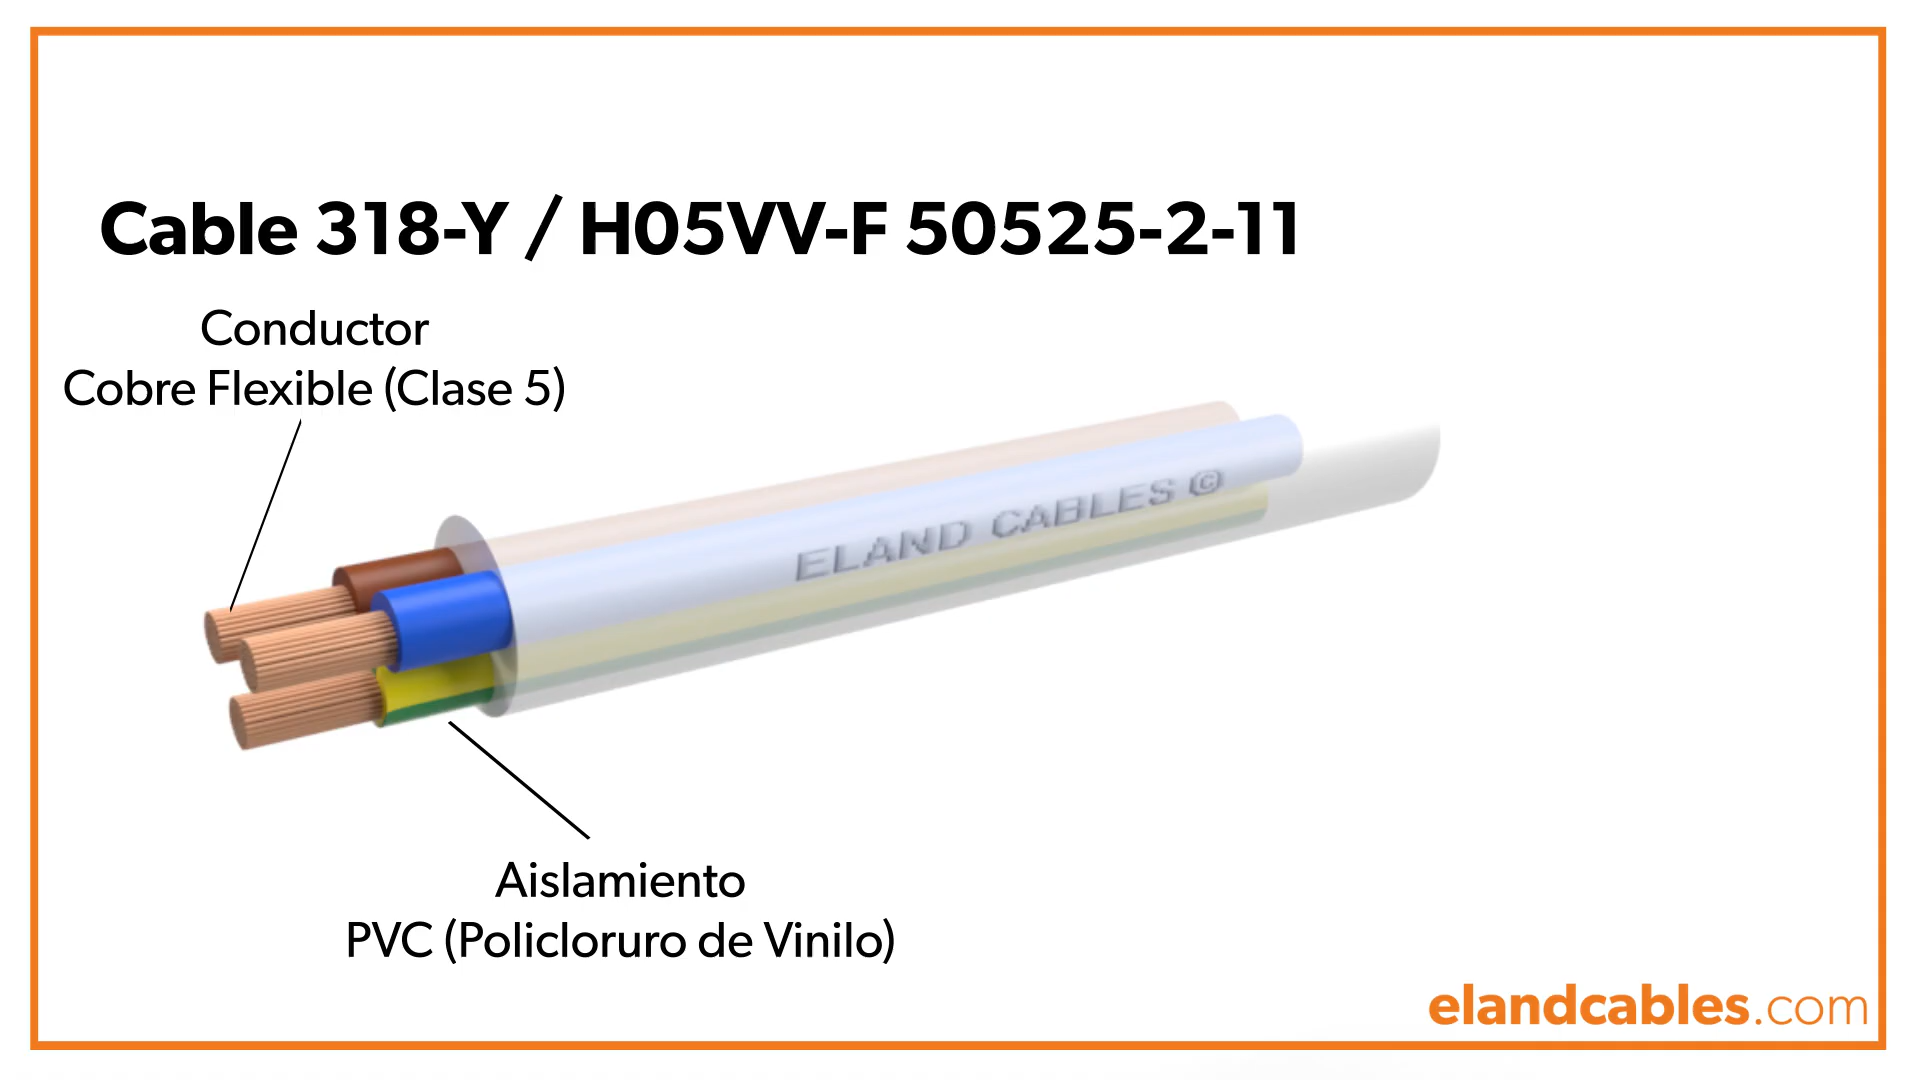 Cable 318-Y / H05VV-F 50525-2-11
Conductor
Cobre Flexible (Clase 5)
ELAND CABLES ©
Aislamiento
PVC (Policloruro de Vinilo)
elandcables.com